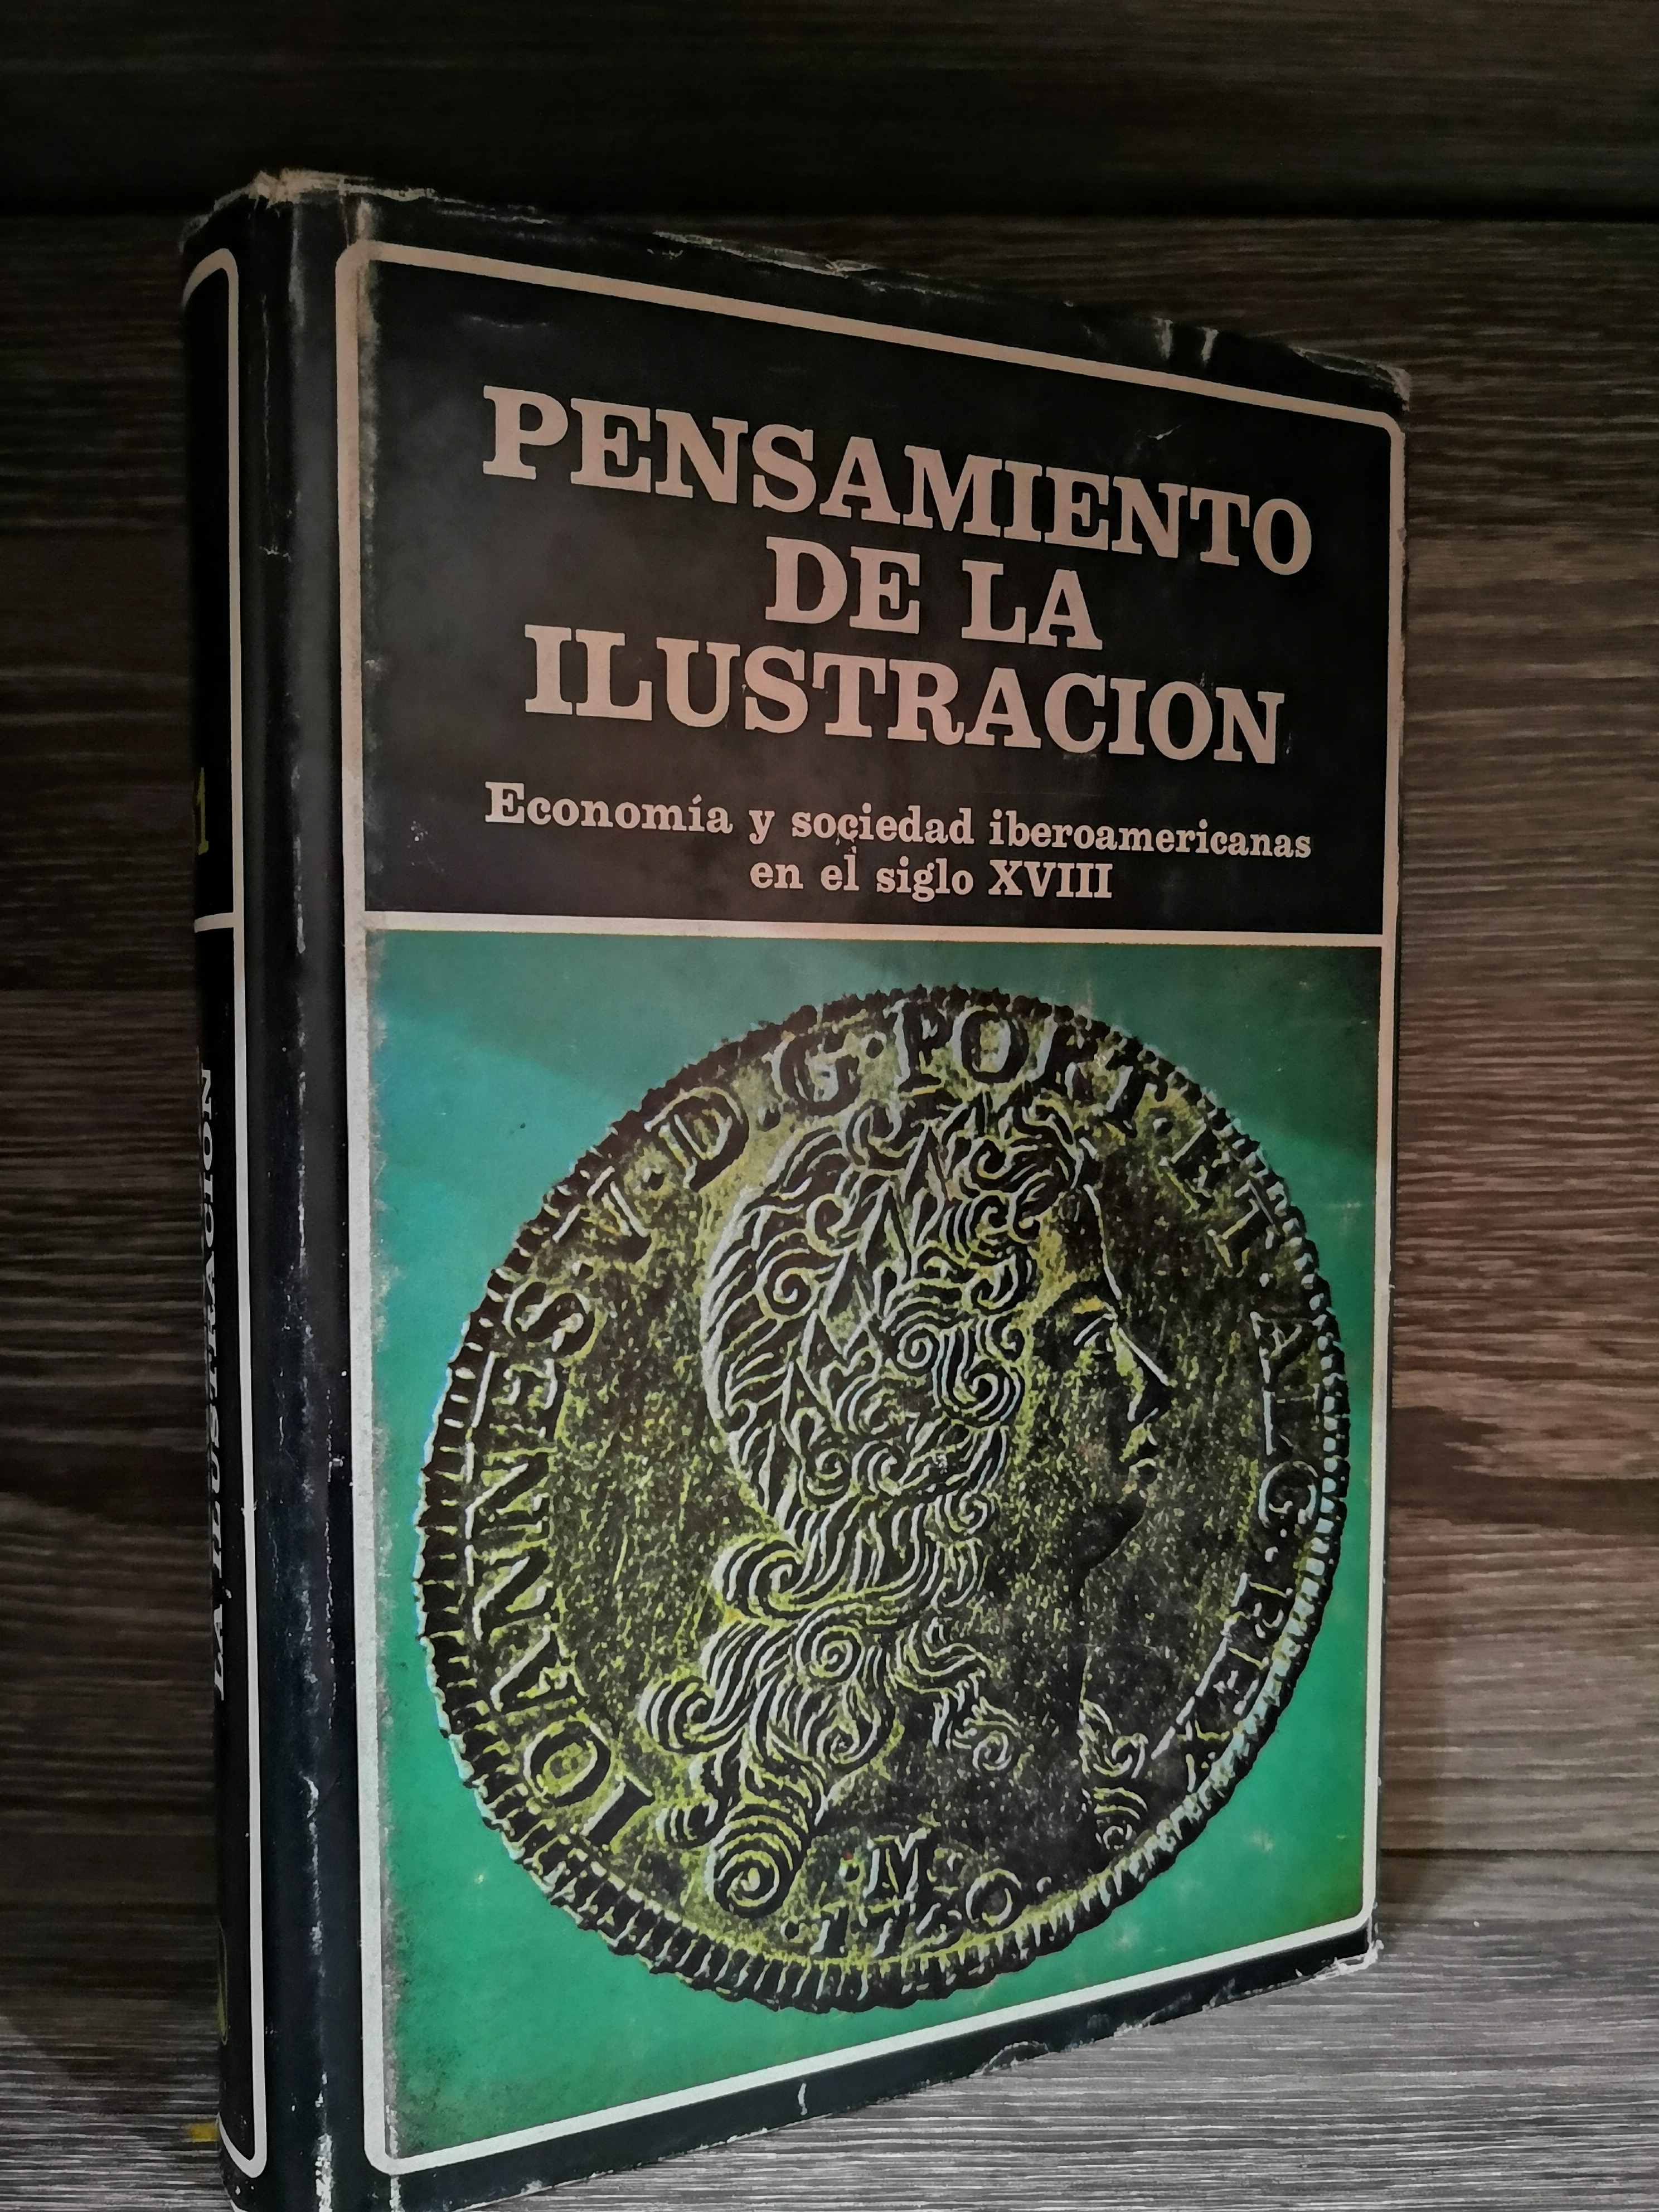 PENSAMIENTO
DE LA
ILUSTRACION
Economía y sociedad iberoamericanas
en el siglo XVIII
IOANNES·V·D·G·PORT·ET·ALG·REX
·M·
LA ILUSTRACION